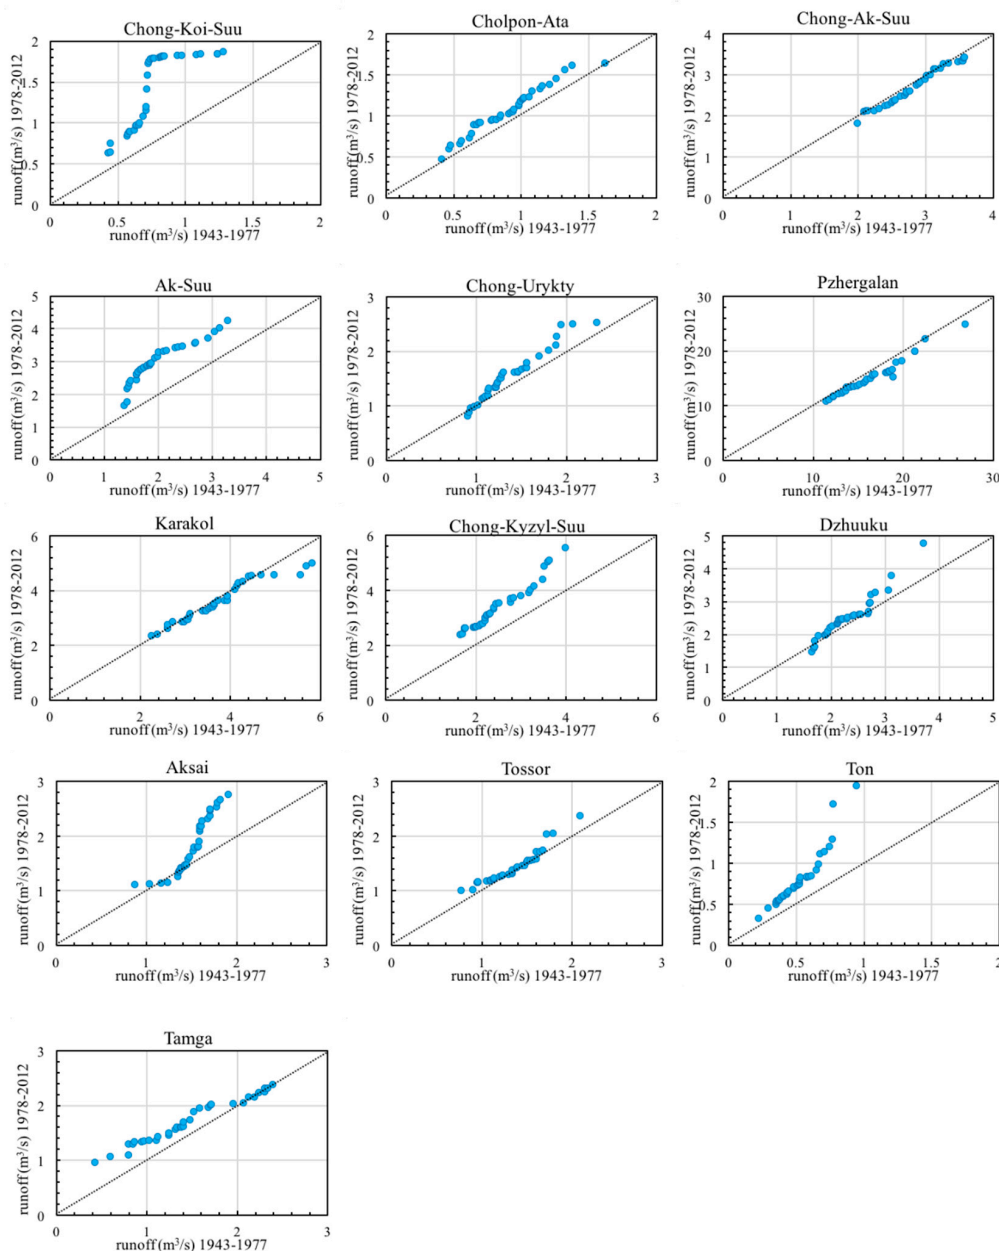 Chong-Koi-Suu
runoff (m³/s) 1978-2012
2
1.5
1
0.5
0
0 0.5 1 1.5 2
runoff (m³/s) 1943-1977
Cholpon-Ata
runoff (m³/s) 1978-2012
2
1.5
1
0.5
0
0 0.5 1 1.5 2
runoff (m³/s) 1943-1977
Chong-Ak-Suu
runoff (m³/s) 1978-2012
4
3
2
1
0
0 1 2 3 4
runoff (m³/s) 1943-1977
Ak-Suu
runoff (m³/s) 1978-2012
5
4
3
2
1
0
0 1 2 3 4 5
runoff (m³/s) 1943-1977
Chong-Urykty
runoff (m³/s) 1978-2012
3
2
1
0
0 1 2 3
runoff (m³/s) 1943-1977
Pzhergalan
runoff (m³/s) 1978-2012
30
20
10
0
0 10 20 30
runoff (m³/s) 1943-1977
Karakol
runoff (m³/s) 1978-2012
6
4
2
0
0 2 4 6
runoff (m³/s) 1943-1977
Chong-Kyzyl-Suu
runoff (m³/s) 1978-2012
6
4
2
0
0 2 4 6
runoff (m³/s) 1943-1977
Dzhuuku
runoff (m³/s) 1978-2012
5
4
3
2
1
0
0 1 2 3 4 5
runoff (m³/s) 1943-1977
Aksai
runoff (m³/s) 1978-2012
3
2
1
0
0 1 2 3
runoff (m³/s) 1943-1977
Tossor
runoff (m³/s) 1978-2012
3
2
1
0
0 1 2 3
runoff (m³/s) 1943-1977
Ton
runoff (m³/s) 1978-2012
2
1.5
1
0.5
0
0 0.5 1 1.5 2
runoff (m³/s) 1943-1977
Tamga
runoff (m³/s) 1978-2012
3
2
1
0
0 1 2 3
runoff (m³/s) 1943-1977